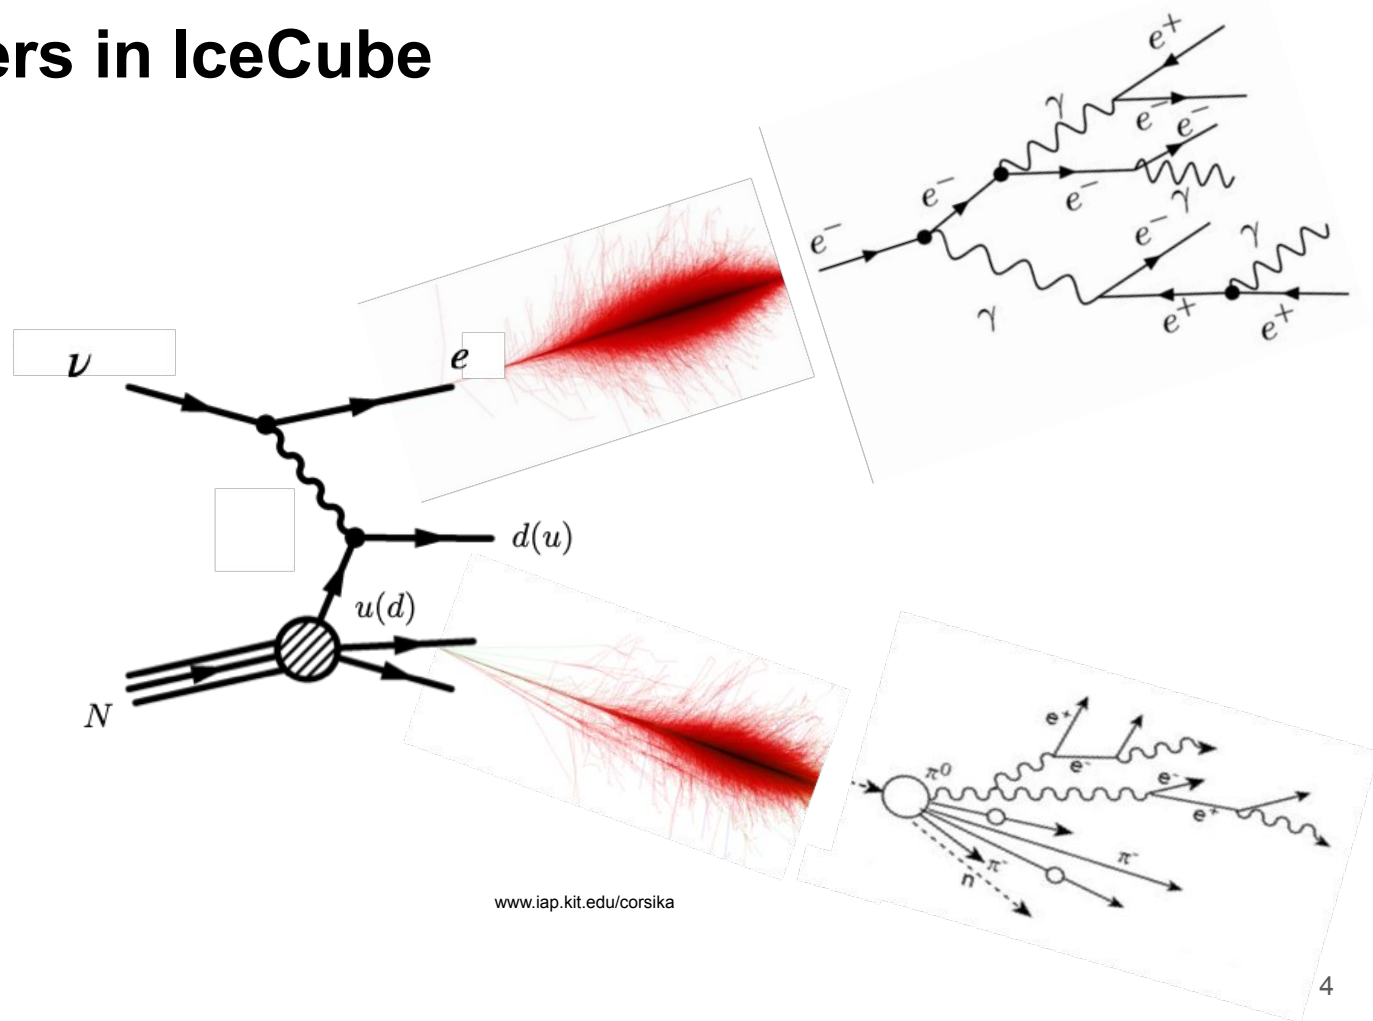 ers in IceCube
e⁺
γ
e⁻
e⁻
e⁻
e⁻
γ
e⁻
e⁻
γ
γ
e⁺
e⁺
ν
e
d(u)
u(d)
N
e⁺
π⁰
e⁻
e⁻
e⁺
π⁻
π⁻
n
www.iap.kit.edu/corsika
4